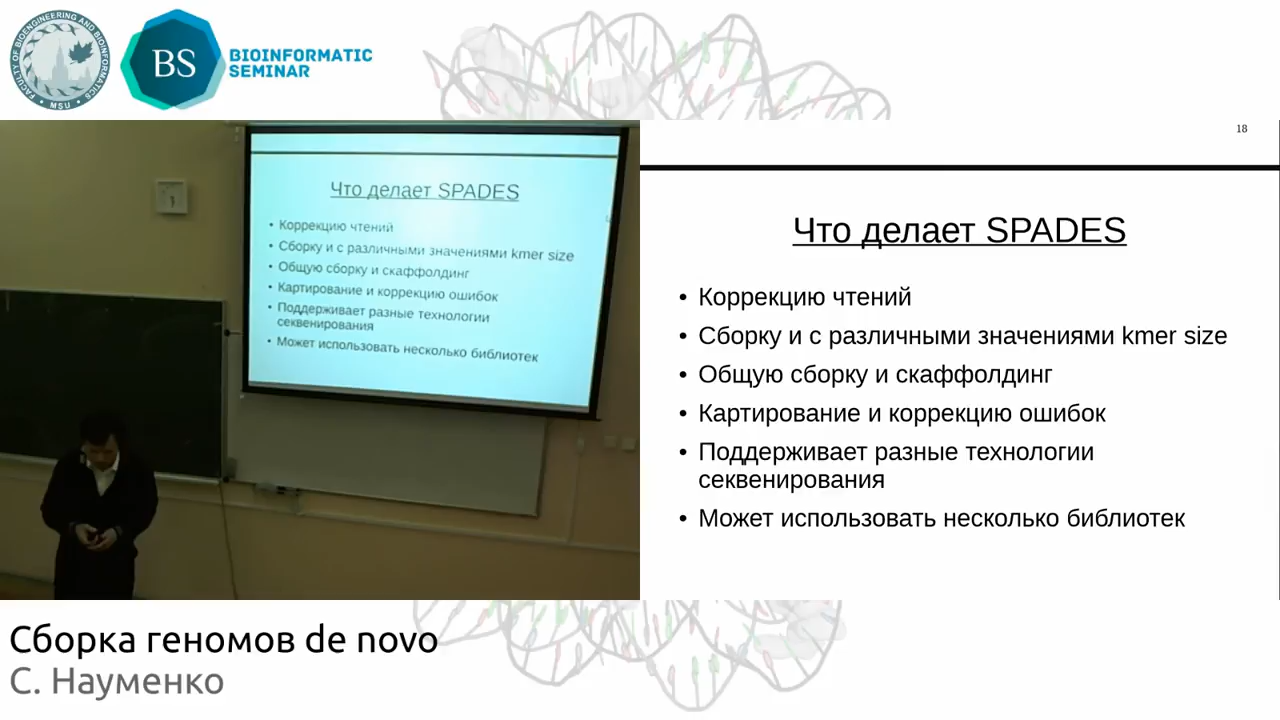 FACULTY OF BIOENGINEERING AND BIOINFORMATICS
MSU
BS
BIOINFORMATIC
SEMINAR
Что делает SPADES
• Коррекцию чтений
• Сборку и с различными значениями kmer size
• Общую сборку и скаффолдинг
• Картирование и коррекцию ошибок
• Поддерживает разные технологии
секвенирования
• Может использовать несколько библиотек
18
Что делает SPADES
• Коррекцию чтений
• Сборку и с различными значениями kmer size
• Общую сборку и скаффолдинг
• Картирование и коррекцию ошибок
• Поддерживает разные технологии
секвенирования
• Может использовать несколько библиотек
Сборка геномов de novo
С. Науменко